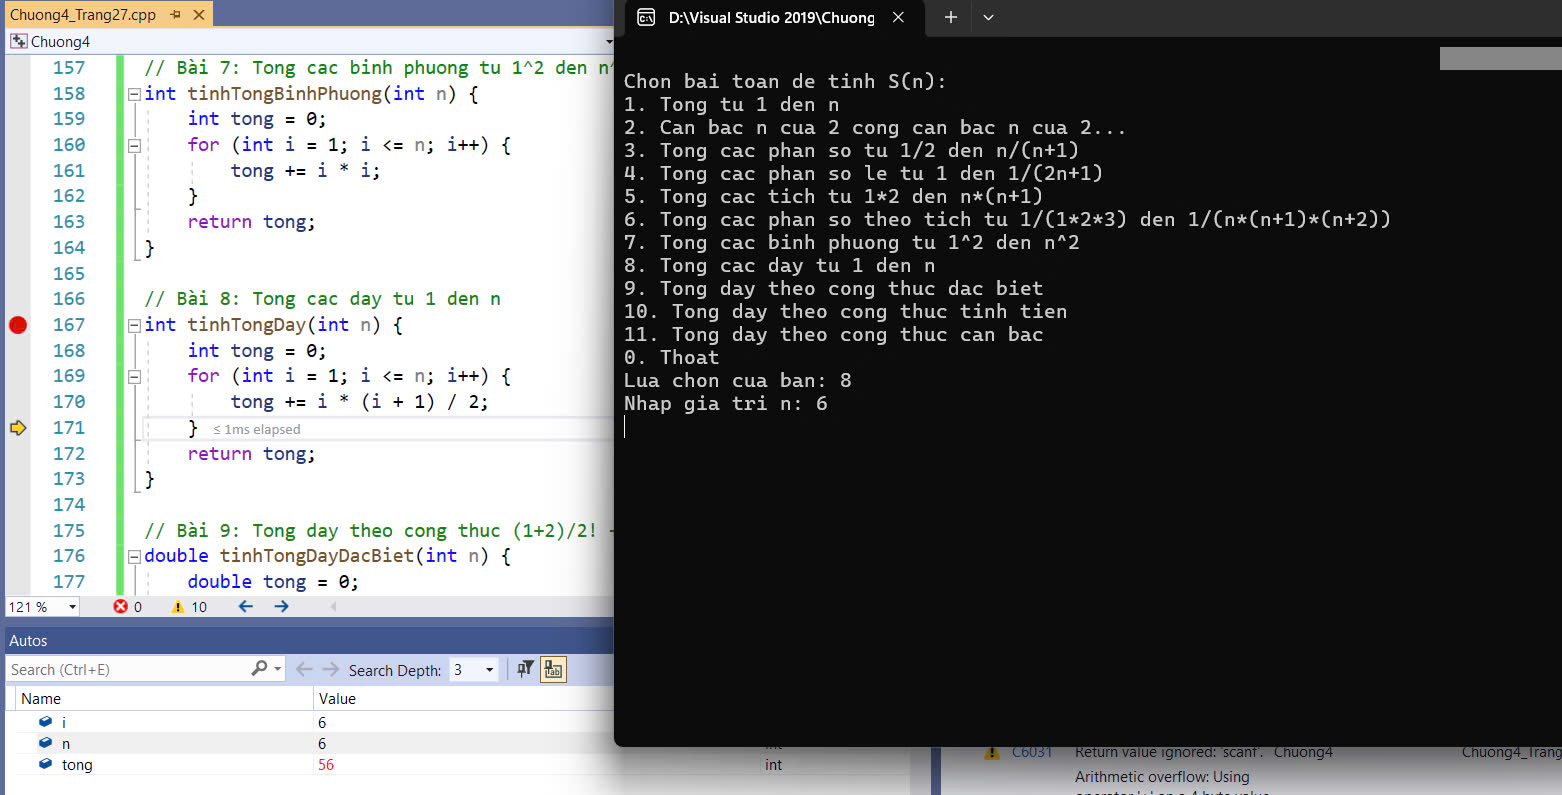 Chuong4_Trang27.cpp
Chuong4
157 // Bài 7: Tong cac binh phuong tu 1^2 den n^
158 int tinhTongBinhPhuong(int n) {
159 int tong = 0;
160 for (int i = 1; i <= n; i++) {
161 tong += i * i;
162 }
163 return tong;
164 }
165
166 // Bài 8: Tong cac day tu 1 den n
167 int tinhTongDay(int n) {
168 int tong = 0;
169 for (int i = 1; i <= n; i++) {
170 tong += i * (i + 1) / 2;
171 } ≤ 1ms elapsed
172 return tong;
173 }
174
175 // Bài 9: Tong day theo cong thuc (1+2)/2!
176 double tinhTongDayDacBiet(int n) {
177 double tong = 0;
121 % 0 10
Autos
Search (Ctrl+E) Search Depth: 3
Name Value
i 6
n 6 int
tong 56 int
D:\Visual Studio 2019\Chuong
Chon bai toan de tinh S(n):
1. Tong tu 1 den n
2. Can bac n cua 2 cong can bac n cua 2...
3. Tong cac phan so tu 1/2 den n/(n+1)
4. Tong cac phan so le tu 1 den 1/(2n+1)
5. Tong cac tich tu 1*2 den n*(n+1)
6. Tong cac phan so theo tich tu 1/(1*2*3) den 1/(n*(n+1)*(n+2))
7. Tong cac binh phuong tu 1^2 den n^2
8. Tong cac day tu 1 den n
9. Tong day theo cong thuc dac biet
10. Tong day theo cong thuc tinh tien
11. Tong day theo cong thuc can bac
0. Thoat
Lua chon cua ban: 8
Nhap gia tri n: 6
C6031 Return value ignored: 'scanf'. Chuong4 Chuong4_Trang
Arithmetic overflow: Using